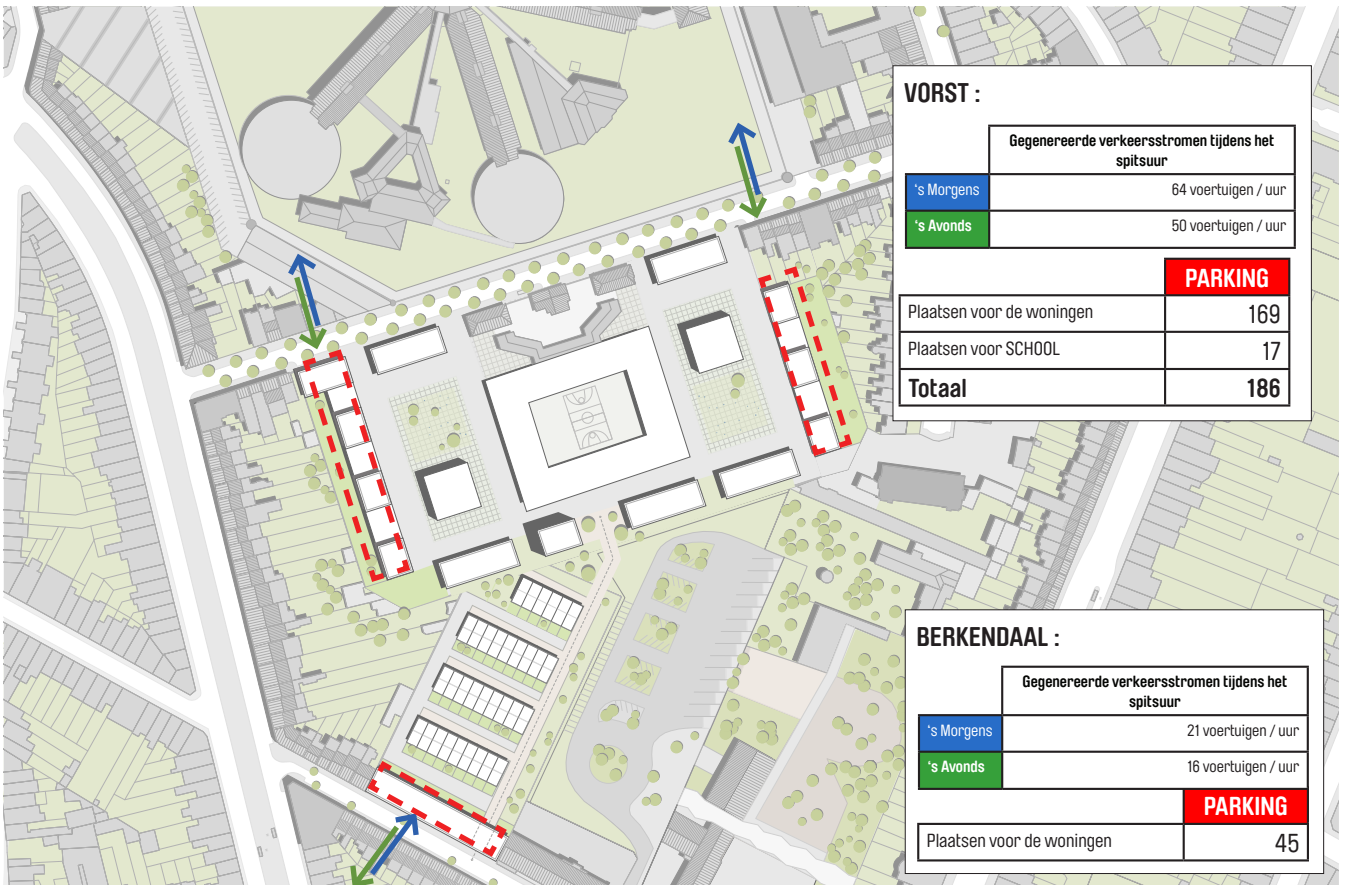 VORST :
Gegenereerde verkeersstromen tijdens het
spitsuur
's Morgens 64 voertuigen / uur
's Avonds 50 voertuigen / uur
PARKING
Plaatsen voor de woningen 169
Plaatsen voor SCHOOL 17
Totaal 186
BERKENDAAL :
Gegenereerde verkeersstromen tijdens het
spitsuur
's Morgens 21 voertuigen / uur
's Avonds 16 voertuigen / uur
PARKING
Plaatsen voor de woningen 45